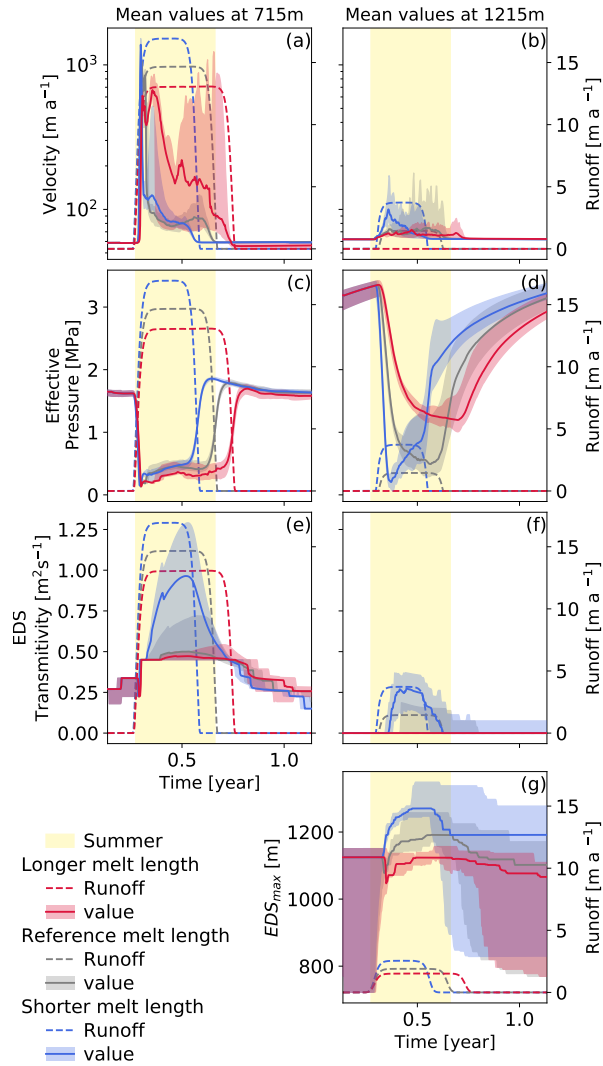 Mean values at 715m
Mean values at 1215m
(a)
(b)
10³
10²
Velocity [m a⁻¹]
15
10
5
0
Runoff [m a⁻¹]
(c)
(d)
3
2
1
0
Effective
Pressure [MPa]
15
10
5
0
Runoff [m a⁻¹]
(e)
(f)
1.25
1.00
0.75
0.50
0.25
0.00
EDS
Transmitivity [m²s⁻¹]
15
10
5
0
Runoff [m a⁻¹]
0.5
1.0
Time [year]
(g)
1200
1000
800
EDSmax [m]
15
10
5
0
Runoff [m a⁻¹]
0.5
1.0
Time [year]
Summer
Longer melt length
Runoff
value
Reference melt length
Runoff
value
Shorter melt length
Runoff
value